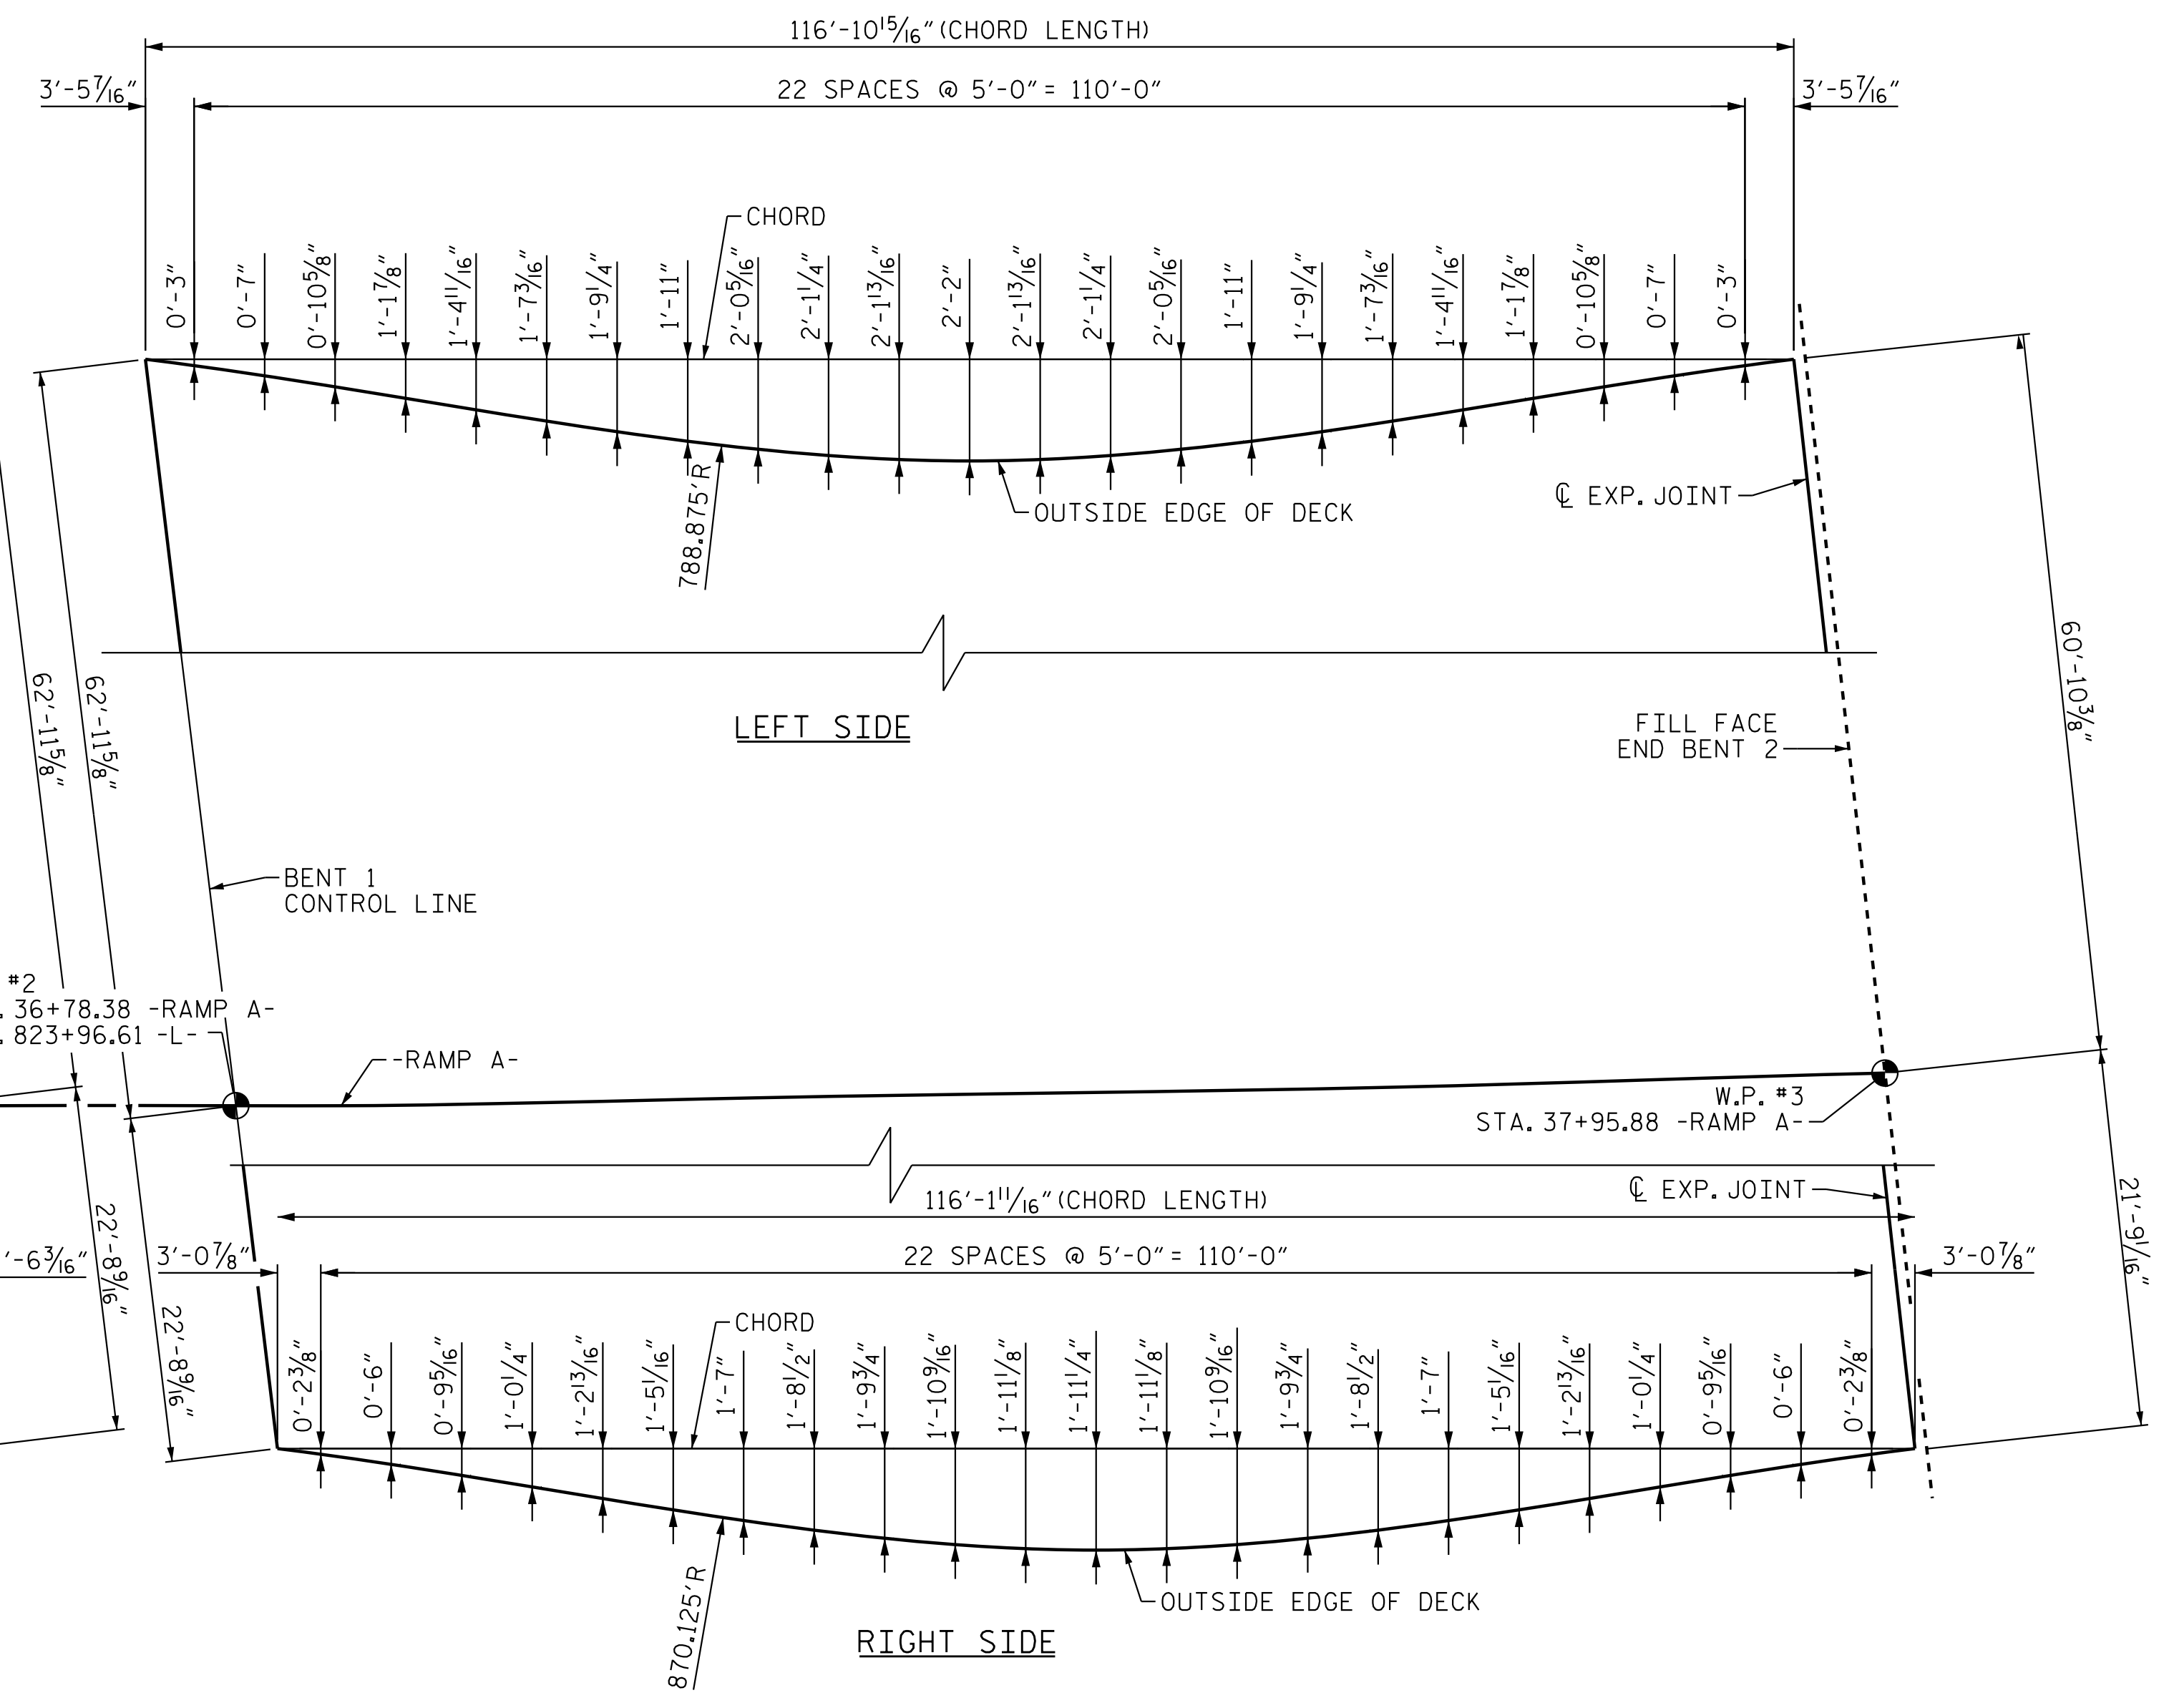 116'-10 15/16" (CHORD LENGTH)
3'-5 7/16"
22 SPACES @ 5'-0" = 110'-0"
3'-5 7/16"
CHORD
0'-3"
0'-7"
0'-10 5/8"
1'-1 7/8"
1'-4 11/16"
1'-7 3/16"
1'-9 1/4"
1'-11"
2'-0 5/16"
2'-1 1/4"
2'-1 13/16"
2'-2"
2'-1 13/16"
2'-1 1/4"
2'-0 5/16"
1'-11"
1'-9 1/4"
1'-7 3/16"
1'-4 11/16"
1'-1 7/8"
0'-10 5/8"
0'-7"
0'-3"
788.875'R
OUTSIDE EDGE OF DECK
℄ EXP. JOINT
62'-11 5/8"
62'-11 5/8"
60'-10 3/8"
LEFT SIDE
FILL FACE
END BENT 2
BENT 1
CONTROL LINE
#2
. 36+78.38 -RAMP A-
. 823+96.61 -L-
-RAMP A-
W.P. #3
STA. 37+95.88 -RAMP A-
℄ EXP. JOINT
116'-1 11/16" (CHORD LENGTH)
'-6 3/16"
22'-8 9/16"
22'-8 9/16"
3'-0 7/8"
22 SPACES @ 5'-0" = 110'-0"
3'-0 7/8"
21'-9 1/16"
CHORD
0'-2 3/8"
0'-6"
0'-9 5/16"
1'-0 1/4"
1'-2 13/16"
1'-5 1/16"
1'-7"
1'-8 1/2"
1'-9 3/4"
1'-10 9/16"
1'-11 1/8"
1'-11 1/4"
1'-11 1/8"
1'-10 9/16"
1'-9 3/4"
1'-8 1/2"
1'-7"
1'-5 1/16"
1'-2 13/16"
1'-0 1/4"
0'-9 5/16"
0'-6"
0'-2 3/8"
870.125'R
OUTSIDE EDGE OF DECK
RIGHT SIDE